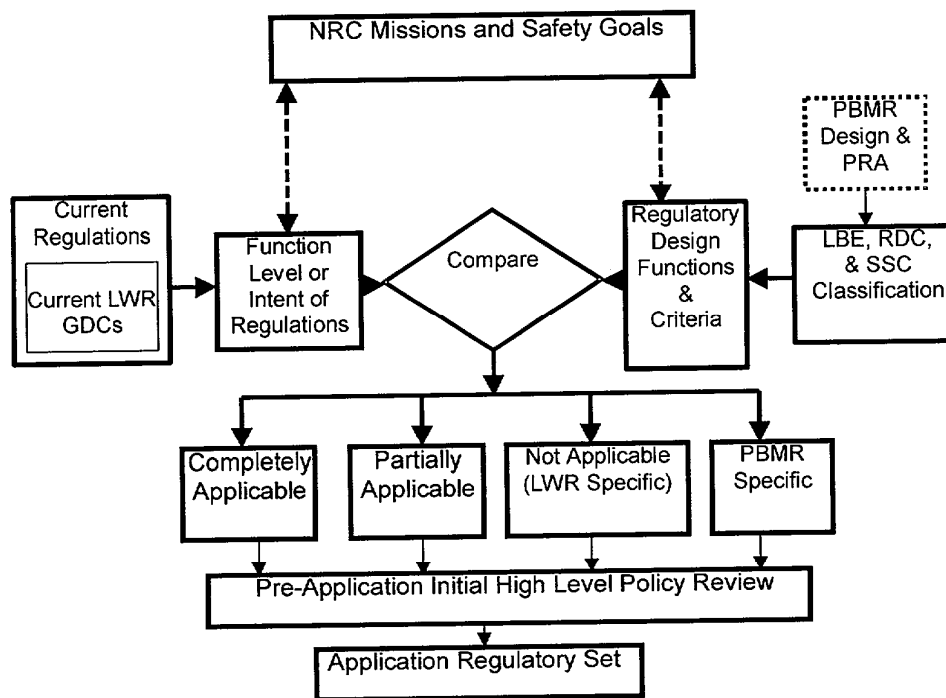 NRC Missions and Safety Goals
PBMR
Design &
PRA
Current
Regulations
Current LWR
GDCs
Function
Level or
Intent of
Regulations
Compare
Regulatory
Design
Functions
&
Criteria
LBE, RDC,
& SSC
Classification
Completely
Applicable
Partially
Applicable
Not Applicable
(LWR Specific)
PBMR
Specific
Pre-Application Initial High Level Policy Review
Application Regulatory Set